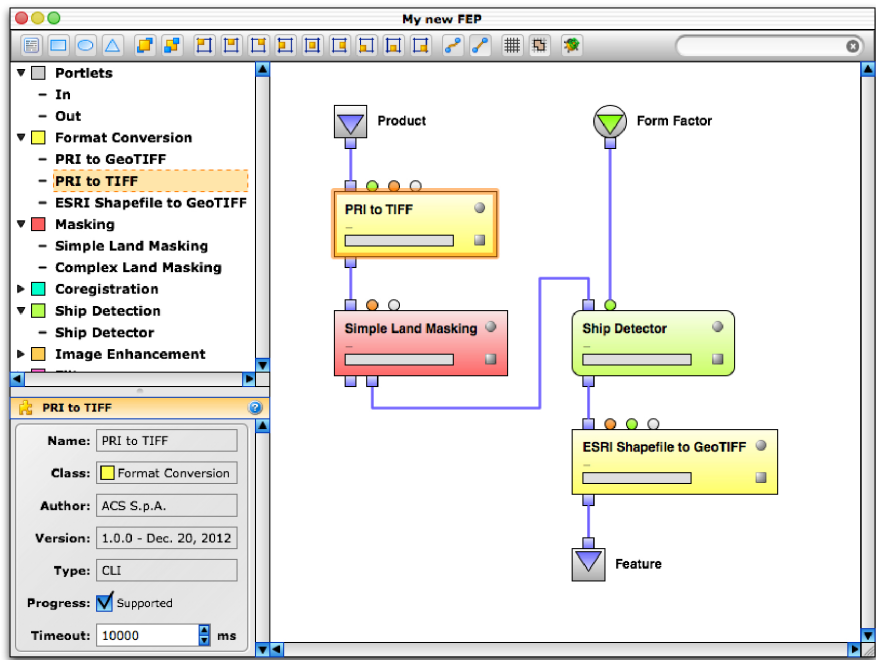 My new FEP
Portlets
In
Out
Format Conversion
PRI to GeoTIFF
PRI to TIFF
ESRI Shapefile to GeoTIFF
Masking
Simple Land Masking
Complex Land Masking
Coregistration
Ship Detection
Ship Detector
Image Enhancement
PRI to TIFF
Name: PRI to TIFF
Class: Format Conversion
Author: ACS S.p.A.
Version: 1.0.0 - Dec. 20, 2012
Type: CLI
Progress: Supported
Timeout: 10000 ms
Product
Form Factor
PRI to TIFF
Simple Land Masking
Ship Detector
ESRI Shapefile to GeoTIFF
Feature